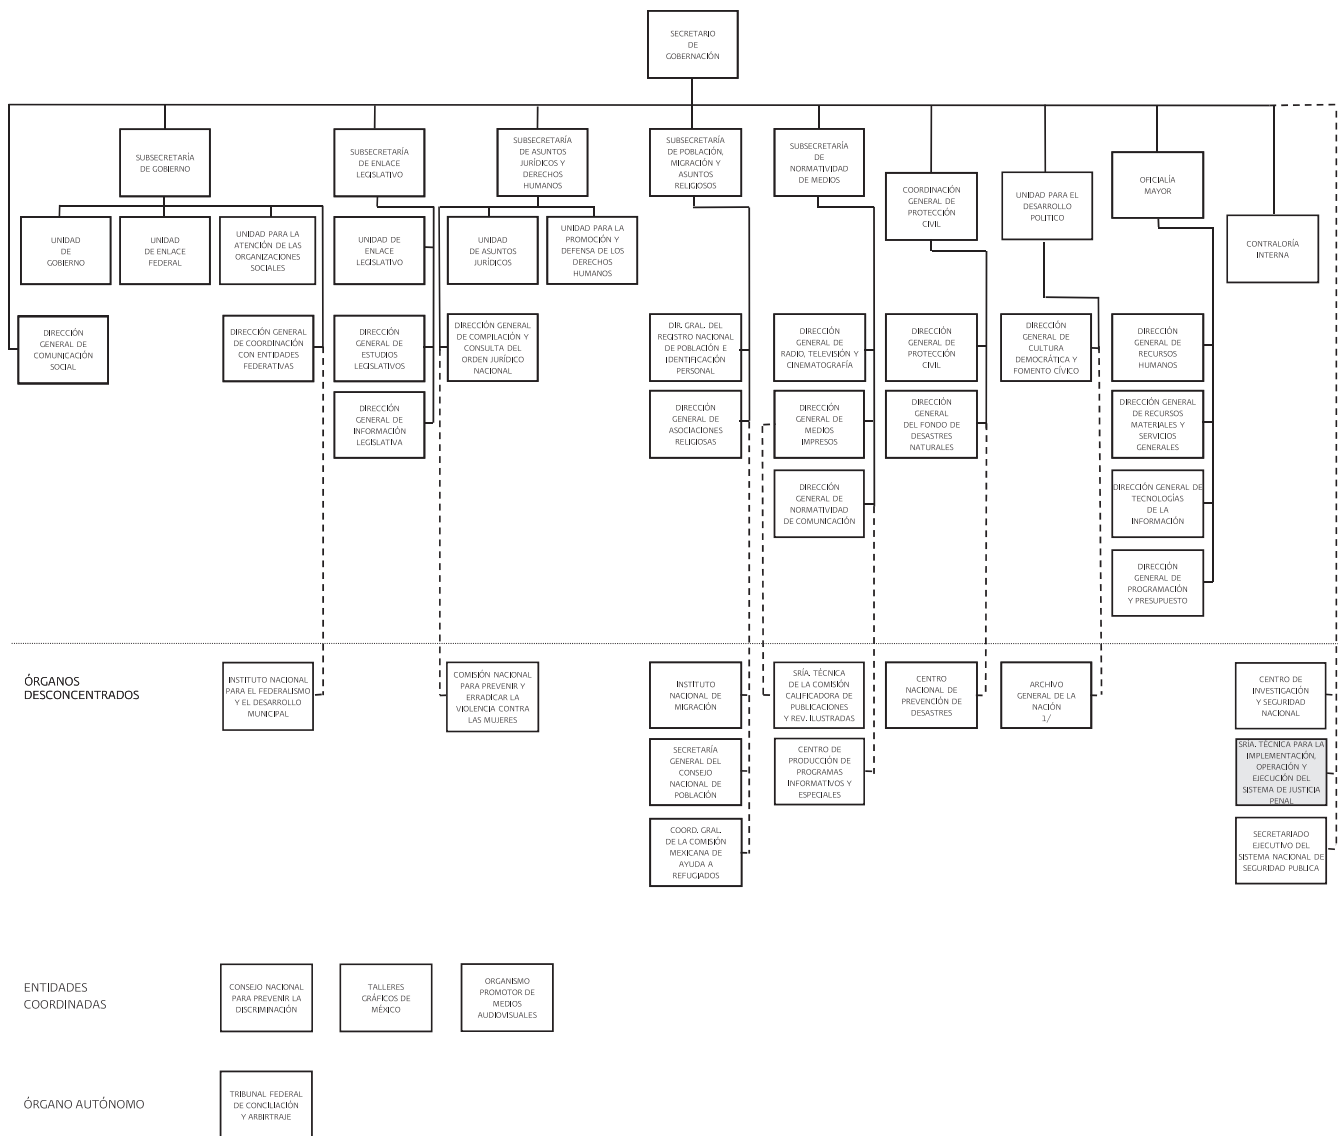 SECRETARIO
DE
GOBERNACIÓN
SUBSECRETARÍA
DE GOBIERNO
SUBSECRETARÍA
DE ENLACE
LEGISLATIVO
SUBSECRETARÍA
DE ASUNTOS
JURÍDICOS Y
DERECHOS
HUMANOS
SUBSECRETARÍA
DE POBLACIÓN,
MIGRACIÓN Y
ASUNTOS
RELIGIOSOS
SUBSECRETARÍA
DE
NORMATIVIDAD
DE MEDIOS
COORDINACIÓN
GENERAL DE
PROTECCIÓN
CIVIL
UNIDAD PARA EL
DESARROLLO
POLITICO
OFICIALÍA
MAYOR
CONTRALORÍA
INTERNA
UNIDAD
DE
GOBIERNO
UNIDAD
DE ENLACE
FEDERAL
UNIDAD PARA LA
ATENCIÓN DE LAS
ORGANIZACIONES
SOCIALES
UNIDAD DE
ENLACE
LEGISLATIVO
UNIDAD
DE ASUNTOS
JURÍDICOS
UNIDAD PARA LA
PROMOCIÓN Y
DEFENSA DE LOS
DERECHOS
HUMANOS
DIRECCIÓN
GENERAL DE
COMUNICACIÓN
SOCIAL
DIRECCIÓN GENERAL
DE COORDINACIÓN
CON ENTIDADES
FEDERATIVAS
DIRECCIÓN
GENERAL DE
ESTUDIOS
LEGISLATIVOS
DIRECCIÓN GENERAL
DE COMPILACIÓN Y
CONSULTA DEL
ORDEN JURÍDICO
NACIONAL
DIR. GRAL. DEL
REGISTRO NACIONAL
DE POBLACIÓN E
IDENTIFICACIÓN
PERSONAL
DIRECCIÓN
GENERAL DE
RADIO, TELEVISIÓN Y
CINEMATOGRAFÍA
DIRECCIÓN
GENERAL DE
PROTECCIÓN
CIVIL
DIRECCIÓN
GENERAL DE
CULTURA
DEMOCRÁTICA Y
FOMENTO CÍVICO
DIRECCIÓN
GENERAL DE
RECURSOS
HUMANOS
DIRECCIÓN
GENERAL DE
INFORMACIÓN
LEGISLATIVA
DIRECCIÓN
GENERAL DE
ASOCIACIONES
RELIGIOSAS
DIRECCIÓN
GENERAL DE
MEDIOS
IMPRESOS
DIRECCIÓN
GENERAL
DEL FONDO DE
DESASTRES
NATURALES
DIRECCIÓN GENERAL
DE RECURSOS
MATERIALES Y
SERVICIOS
GENERALES
DIRECCIÓN
GENERAL DE
NORMATIVIDAD
DE COMUNICACIÓN
DIRECCIÓN GENERAL DE
TECNOLOGÍAS
DE LA
INFORMACIÓN
DIRECCIÓN
GENERAL DE
PROGRAMACIÓN
Y PRESUPUESTO
ÓRGANOS
DESCONCENTRADOS
INSTITUTO NACIONAL
PARA EL FEDERALISMO
Y EL DESARROLLO
MUNICIPAL
COMISIÓN NACIONAL
PARA PREVENIR Y
ERRADICAR LA
VIOLENCIA CONTRA
LAS MUJERES
INSTITUTO
NACIONAL DE
MIGRACIÓN
SRÍA. TÉCNICA
DE LA COMISIÓN
CALIFICADORA DE
PUBLICACIONES
Y REV. ILUSTRADAS
CENTRO
NACIONAL DE
PREVENCIÓN DE
DESASTRES
ARCHIVO
GENERAL DE LA
NACIÓN
1/
CENTRO DE
INVESTIGACIÓN
Y SEGURIDAD
NACIONAL
SECRETARÍA
GENERAL DEL
CONSEJO
NACIONAL DE
POBLACIÓN
CENTRO DE
PRODUCCIÓN DE
PROGRAMAS
INFORMATIVOS Y
ESPECIALES
SRÍA. TÉCNICA PARA LA
IMPLEMENTACIÓN,
OPERACIÓN Y
EJECUCIÓN DEL
SISTEMA DE JUSTICIA
PENAL
COORD. GRAL.
DE LA COMISIÓN
MEXICANA DE
AYUDA A
REFUGIADOS
SECRETARIADO
EJECUTIVO DEL
SISTEMA NACIONAL DE
SEGURIDAD PUBLICA
ENTIDADES
COORDINADAS
CONSEJO NACIONAL
PARA PREVENIR LA
DISCRIMINACIÓN
TALLERES
GRÁFICOS DE
MÉXICO
ORGANISMO
PROMOTOR DE
MEDIOS
AUDIOVISUALES
ÓRGANO AUTÓNOMO
TRIBUNAL FEDERAL
DE CONCILIACIÓN
Y ARBIRTRAJE